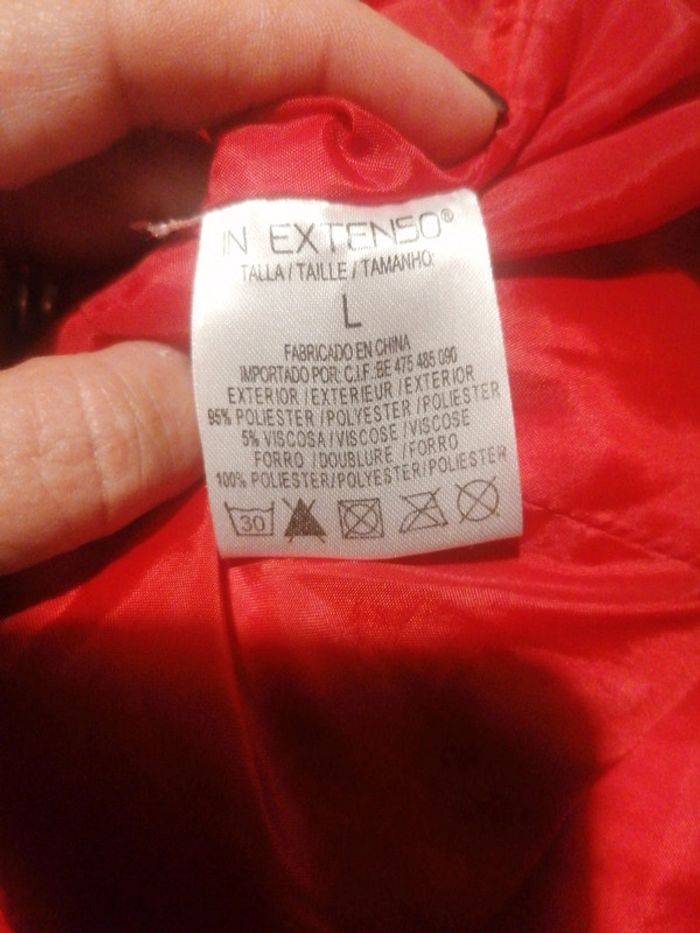 IN EXTENSO®
TALLA / TAILLE / TAMANHO:
L
FABRICADO EN CHINA
IMPORTADO POR: C.I.F.:BE 475 485 090
EXTERIOR /EXTERIEUR /EXTERIOR
95% POLIESTER /POLYESTER /POLIESTER
5% VISCOSA/ VISCOSE /VISCOSE
FORRO /DOUBLURE /FORRO
100% POLIESTER/POLYESTER/POLIESTER
30